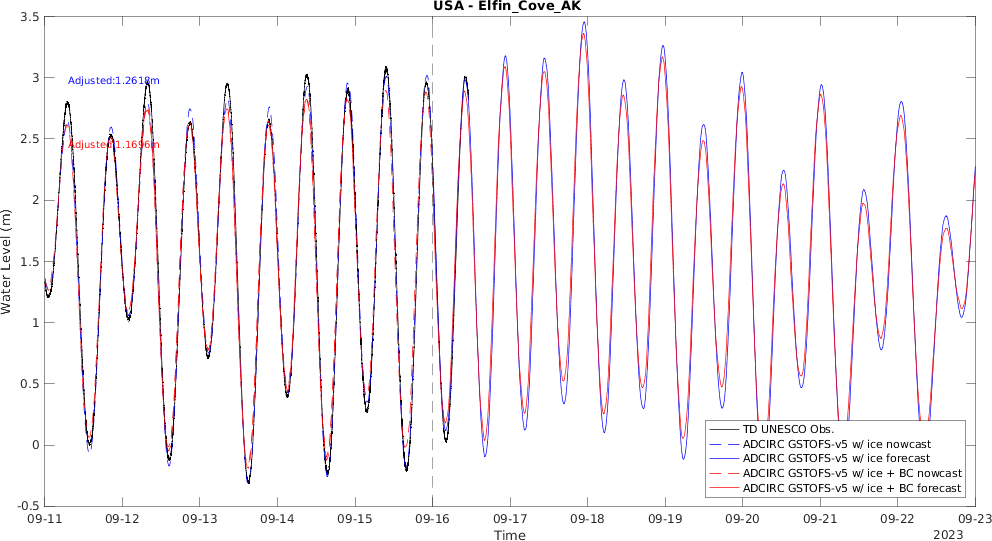 USA - Elfin_Cove_AK
3.5
3
2.5
2
1.5
1
0.5
0
-0.5
Water Level (m)
Adjusted:1.2618m
Adjusted:1.1696m
TD UNESCO Obs.
ADCIRC GSTOFS-v5 w/ ice nowcast
ADCIRC GSTOFS-v5 w/ ice forecast
ADCIRC GSTOFS-v5 w/ ice + BC nowcast
ADCIRC GSTOFS-v5 w/ ice + BC forecast
09-11 09-12 09-13 09-14 09-15 09-16 09-17 09-18 09-19 09-20 09-21 09-22 09-23
Time
2023